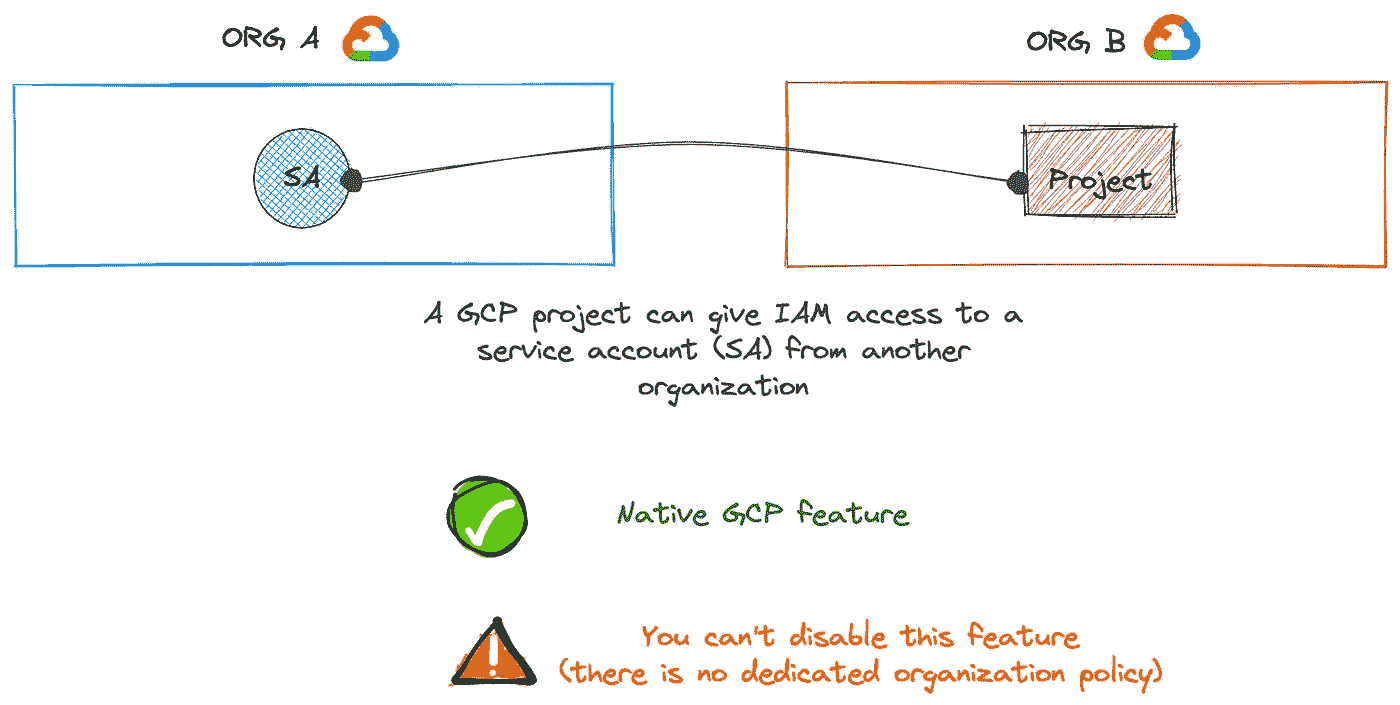 ORG A
ORG B
SA
Project
A GCP project can give IAM access to a
service account (SA) from another
organization
Native GCP feature
You can't disable this feature
(there is no dedicated organization policy)